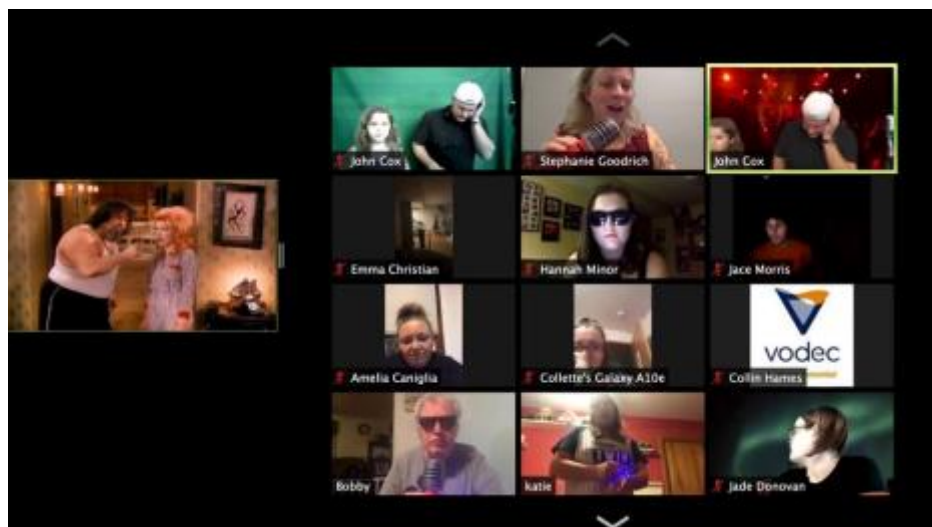 John Cox
Stephanie Goodrich
John Cox
Emma Christian
Hannah Minor
Jace Morris
Amelia Caniglia
Collette's Galaxy A10e
vodec
Collin Hames
Bobby
katie
Jade Donovan